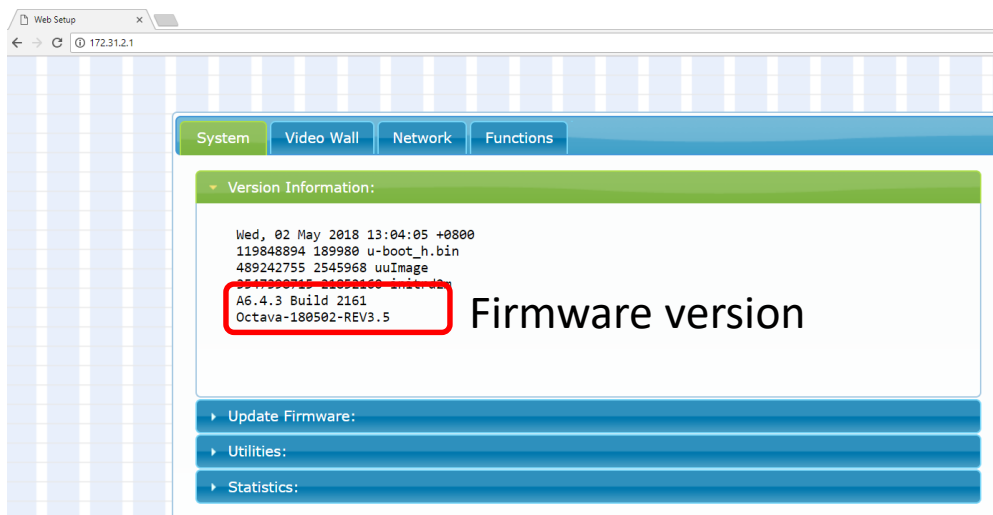 Web Setup
172.31.2.1
System Video Wall Network Functions
Version Information:
Wed, 02 May 2018 13:04:05 +0800
119848894 189980 u-boot_h.bin
489242755 2545968 uuImage
A6.4.3 Build 2161
Octava-180502-REV3.5
Firmware version
Update Firmware:
Utilities:
Statistics: